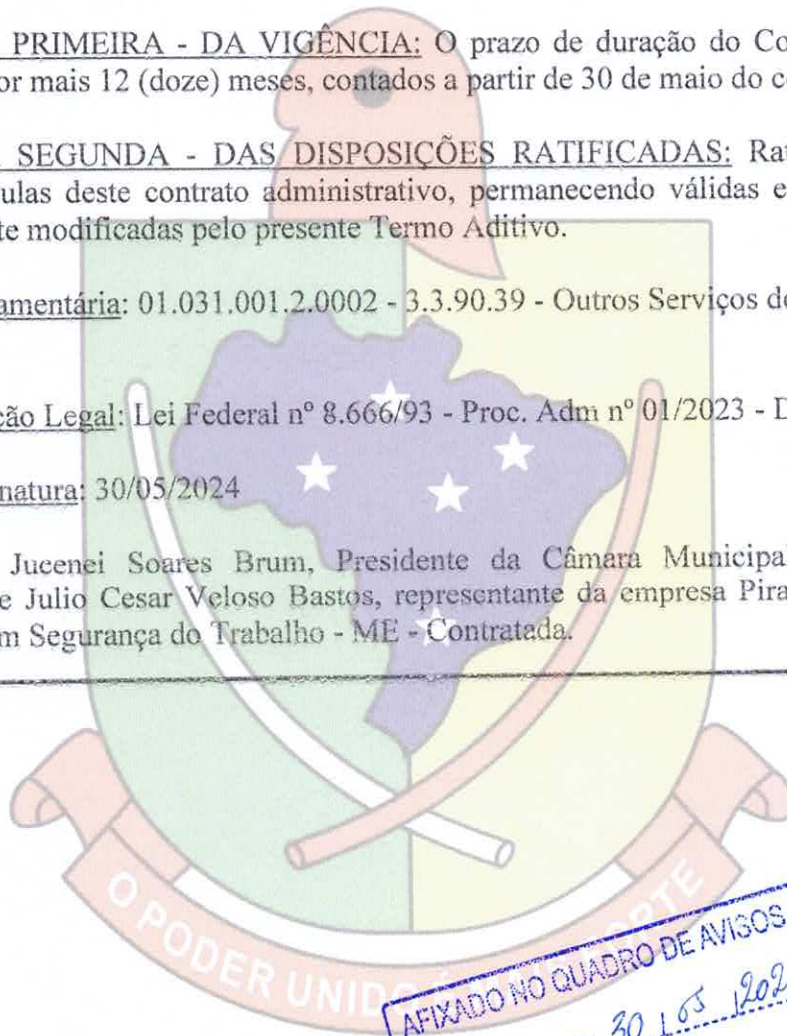 PRIMEIRA - DA VIGÊNCIA: O prazo de duração do Co
or mais 12 (doze) meses, contados a partir de 30 de maio do c
SEGUNDA - DAS DISPOSIÇÕES RATIFICADAS: Rat
ulas deste contrato administrativo, permanecendo válidas e
te modificadas pelo presente Termo Aditivo.
amentária: 01.031.001.2.0002 - 3.3.90.39 - Outros Serviços de
ção Legal: Lei Federal nº 8.666/93 - Proc. Adm nº 01/2023 - D
natura: 30/05/2024
Jucenei Soares Brum, Presidente da Câmara Municipal
e Julio Cesar Veloso Bastos, representante da empresa Pira
m Segurança do Trabalho - ME - Contratada.
O PODER UNIDO É
AFIXADO NO QUADRO DE AVISOS
30 / 05 / 202